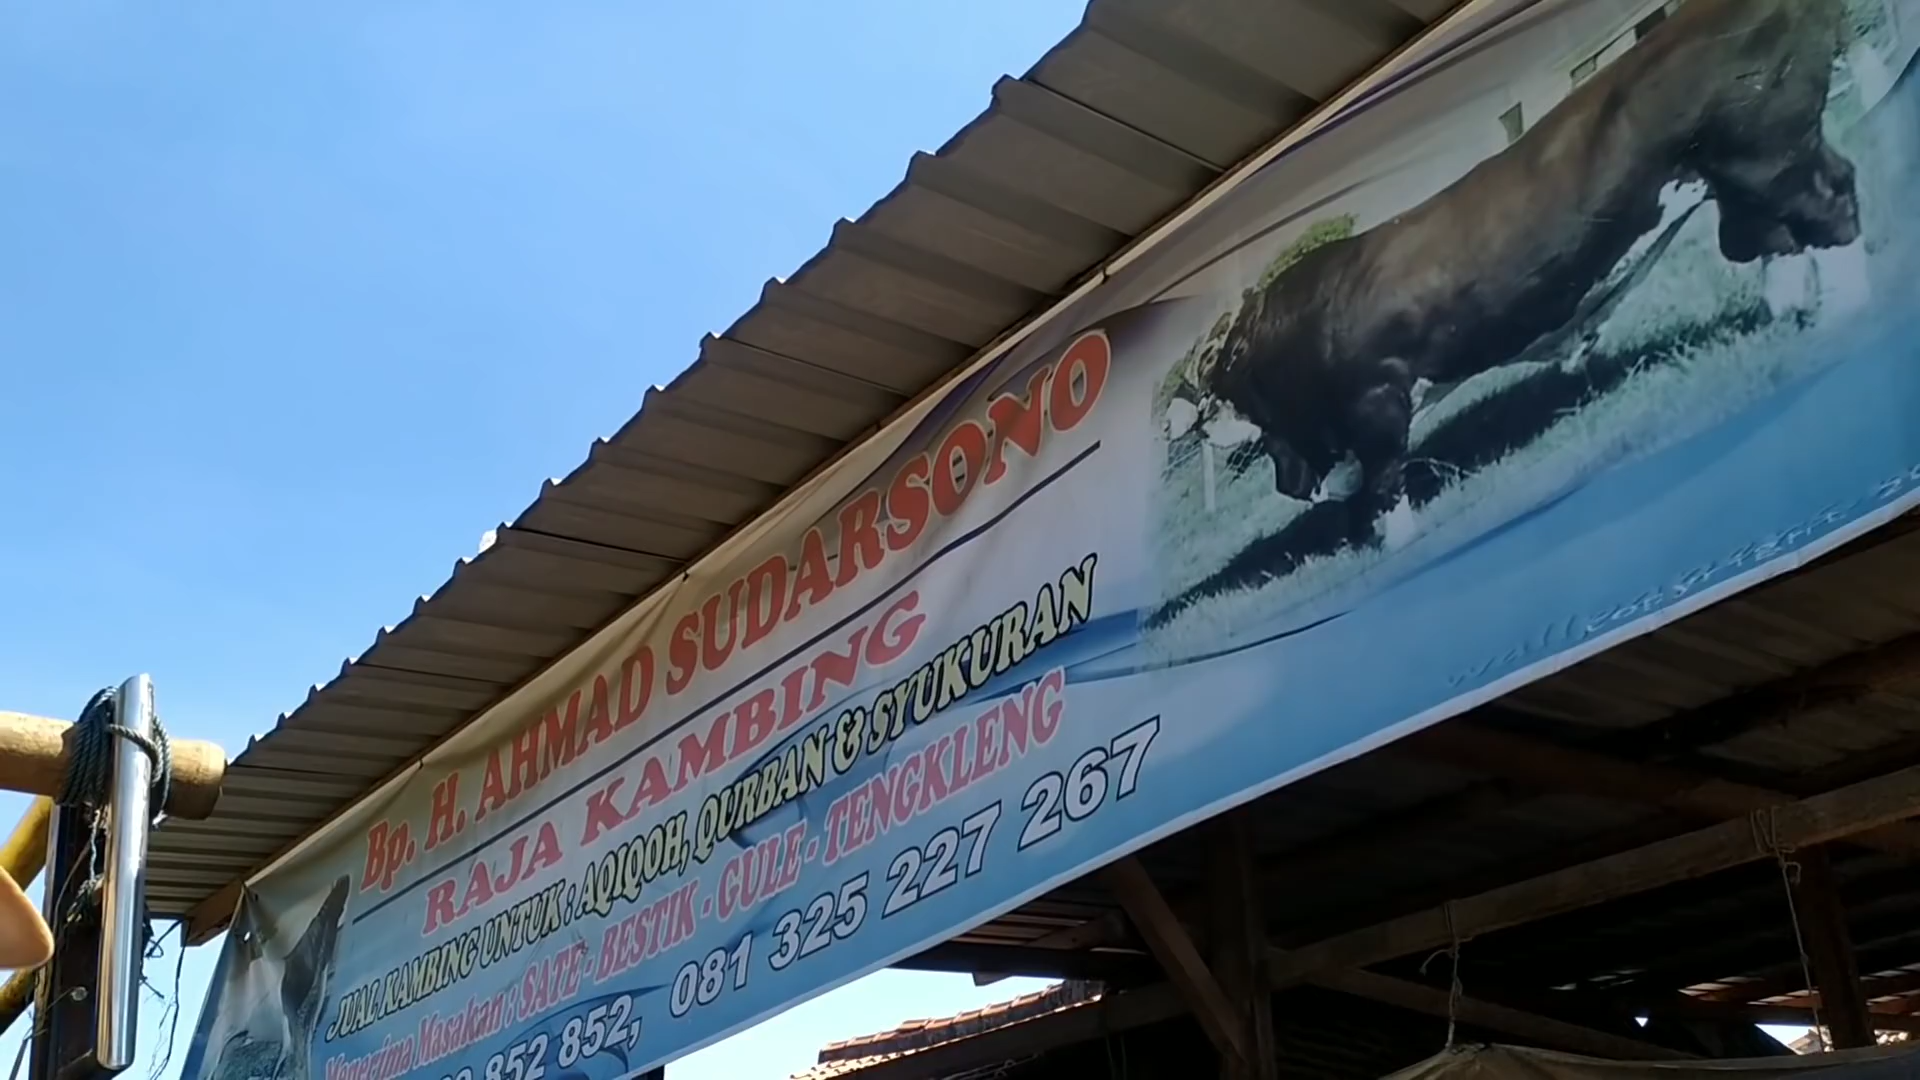 Bp. H. AHMAD SUDARSONO
RAJA KAMBING
JUAL KAMBING UNTUK : AQIQOH, QURBAN & SYUKURAN
Menerima Masakan : SATE - BESTIK - GULE - TENGKLENG
852 852, 081 325 227 267